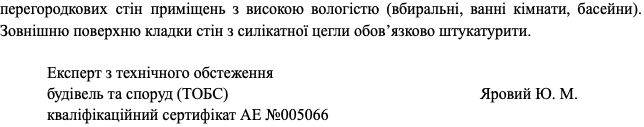 перегородкових стін приміщень з високою вологістю (вбиральні, ванні кімнати, басейни).
Зовнішню поверхню кладки стін з силікатної цегли обов’язково штукатурити.
Експерт з технічного обстеження
будівель та споруд (ТОБС) Яровий Ю. М.
кваліфікаційний сертифікат АЕ №005066